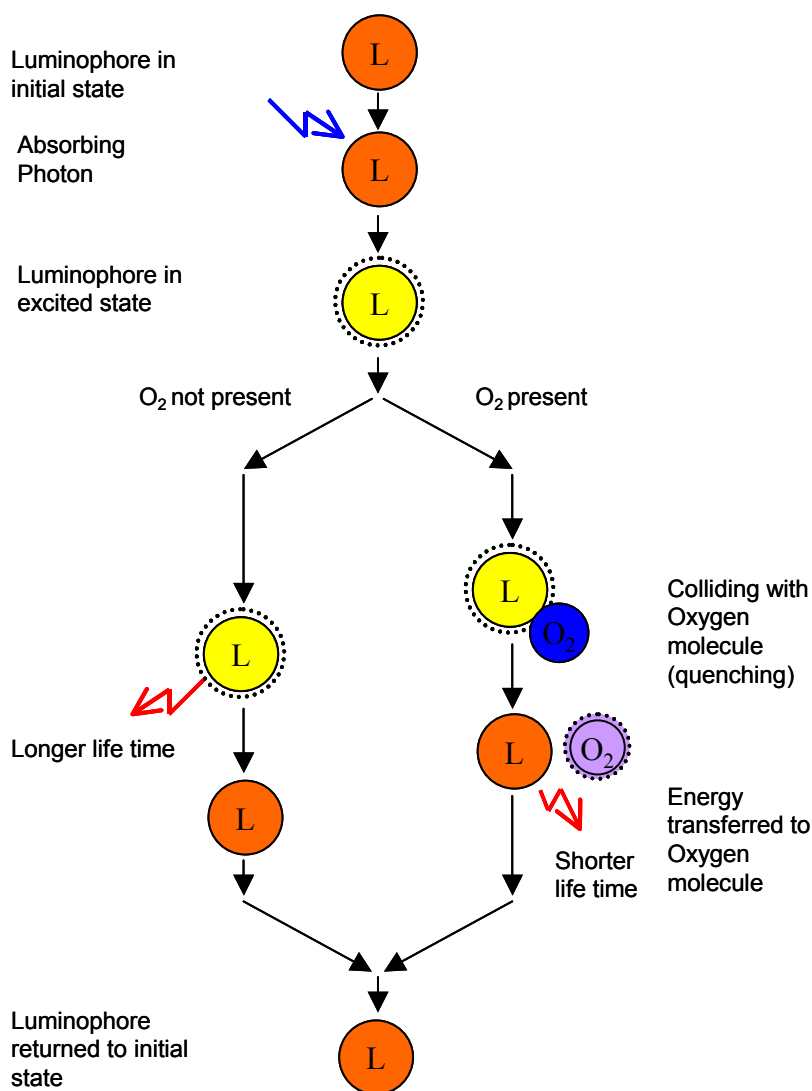 L
Luminophore in
initial state
Absorbing
Photon
L
Luminophore in
excited state
L
O₂ not present
O₂ present
L
O₂
Colliding with
Oxygen
molecule
(quenching)
L
Longer life time
L
O₂
L
Energy
transferred to
Oxygen
molecule
Shorter
life time
Luminophore
returned to initial
state
L